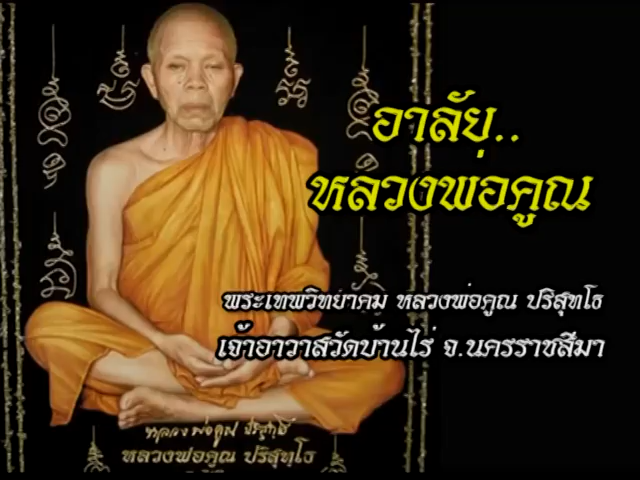 อาลัย..
หลวงพ่อคูณ
พระเทพวิทยาคม หลวงพ่อคูณ ปริสุทโธ
เจ้าอาวาสวัดบ้านไร่ จ.นครราชสีมา
หลวงพ่อคูณ ปริสุทโธ
หลวงพ่อคูณ ปริสุทฺโธ